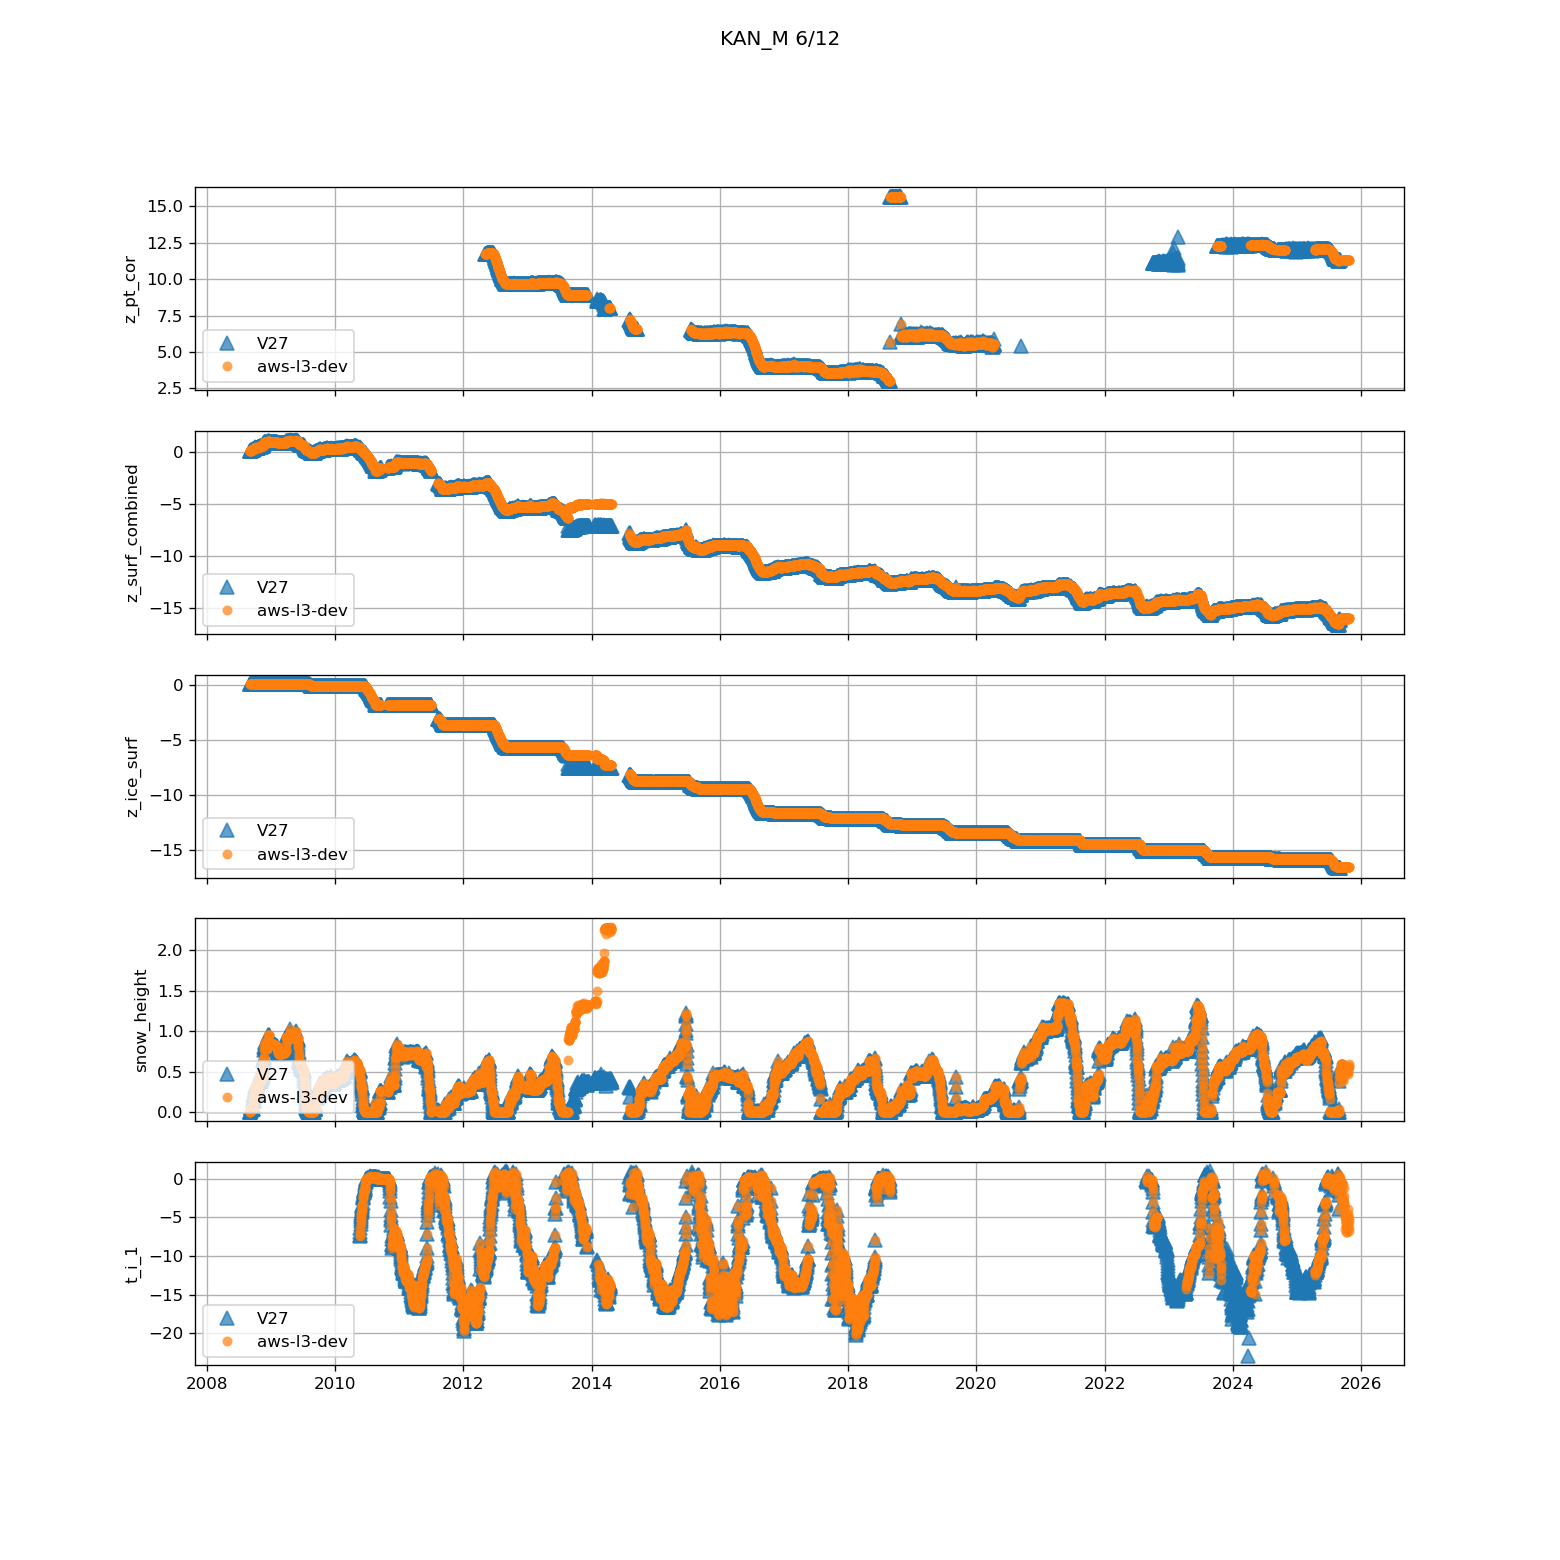 KAN_M 6/12
15.0
12.5
10.0
7.5
5.0
2.5
z_pt_cor
V27
aws-l3-dev
0
−5
−10
−15
z_surf_combined
V27
aws-l3-dev
0
−5
−10
−15
z_ice_surf
V27
aws-l3-dev
2.0
1.5
1.0
0.5
0.0
snow_height
V27
aws-l3-dev
0
−5
−10
−15
−20
t_i_1
V27
aws-l3-dev
2008 2010 2012 2014 2016 2018 2020 2022 2024 2026